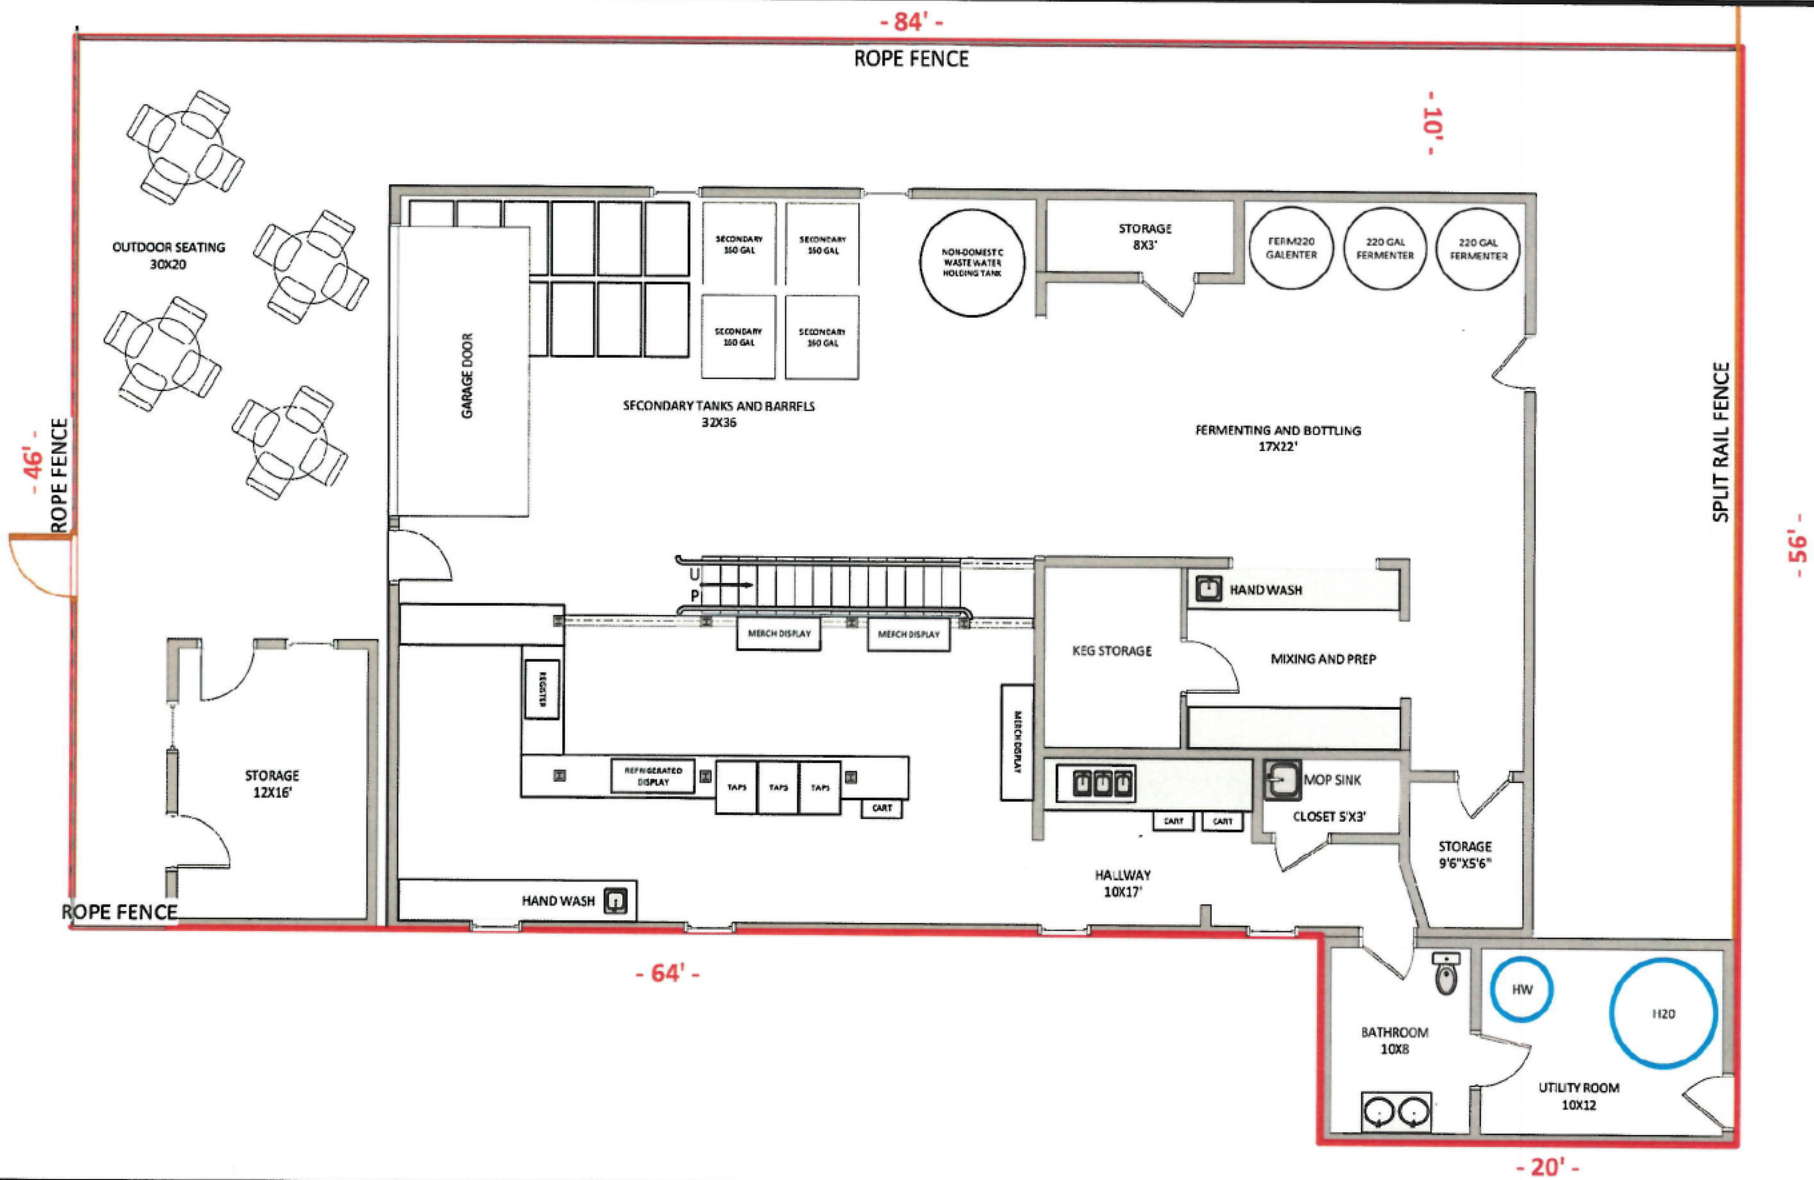 - 84' -
ROPE FENCE
- 10' -
OUTDOOR SEATING
30X20
SECONDARY
160 GAL
SECONDARY
160 GAL
NON-DOMESTIC
WASTE WATER
HOLDING TANK
STORAGE
8X3'
FERM220
GALENTER
220 GAL
FERMENTER
220 GAL
FERMENTER
SECONDARY
160 GAL
SECONDARY
160 GAL
GARAGE DOOR
SECONDARY TANKS AND BARRELS
32X36
FERMENTING AND BOTTLING
17X22'
- 46' -
ROPE FENCE
SPLIT RAIL FENCE
- 56' -
UP
HAND WASH
MERCH DISPLAY
MERCH DISPLAY
KEG STORAGE
MIXING AND PREP
REGISTER
MERCH DISPLAY
STORAGE
12X16'
REFRIGERATED
DISPLAY
TAPS
TAPS
TAPS
CART
MOP SINK
CLOSET 5'X3'
CART
CART
STORAGE
9'6"X5'6"
HALLWAY
10X17'
HAND WASH
ROPE FENCE
- 64' -
HW
H20
BATHROOM
10X8
UTILITY ROOM
10X12
- 20' -